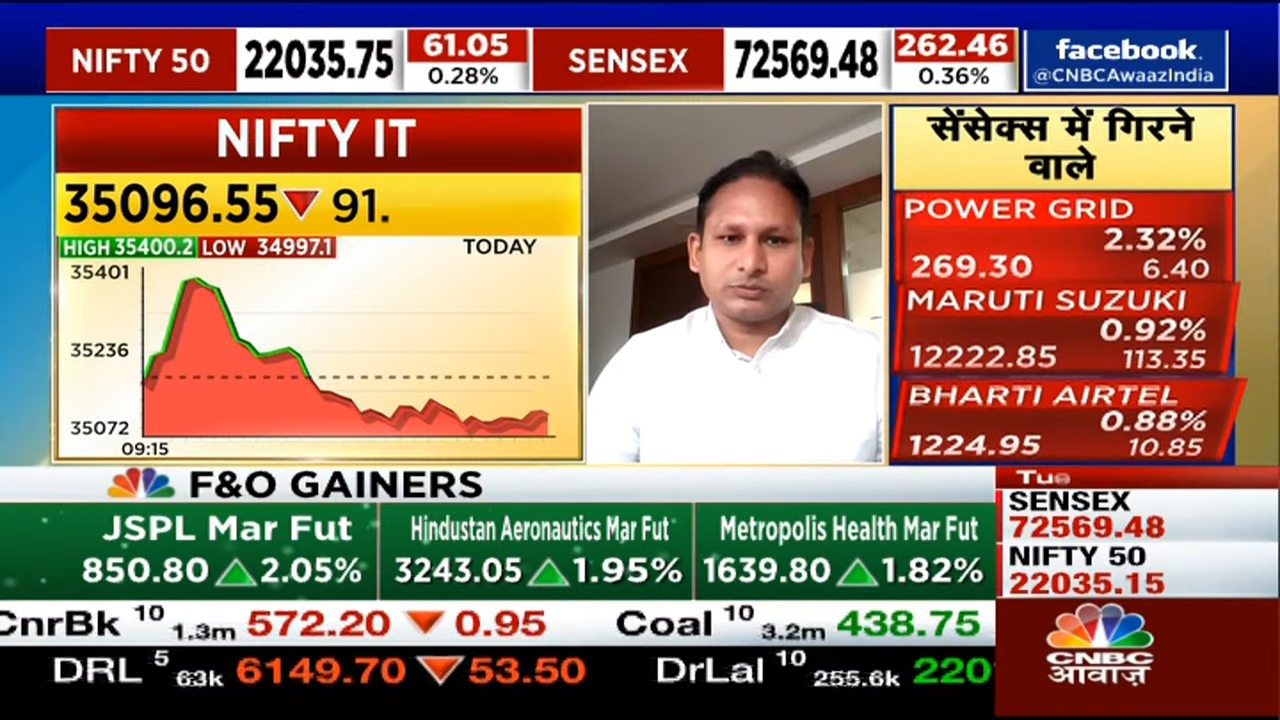 NIFTY 50 22035.75 61.05 0.28% SENSEX 72569.48 262.46 0.36% facebook. @CNBCAwaazIndia
NIFTY IT
35096.55 91.
HIGH 35400.2 LOW 34997.1 TODAY
35401
35236
35072
09:15
सेंसेक्स में गिरने
वाले
POWER GRID
2.32%
269.30 6.40
MARUTI SUZUKI
0.92%
12222.85 113.35
BHARTI AIRTEL
0.88%
1224.95 10.85
F&O GAINERS
JSPL Mar Fut
850.80 2.05%
Hindustan Aeronautics Mar Fut
3243.05 1.95%
Metropolis Health Mar Fut
1639.80 1.82%
Tue
SENSEX
72569.48
NIFTY 50
22035.15
CnrBk 10 1.3m 572.20 0.95 Coal 10 3.2m 438.75
DRL 5 63k 6149.70 53.50 DrLal 10 255.6k 220
CNBC
आवाज़